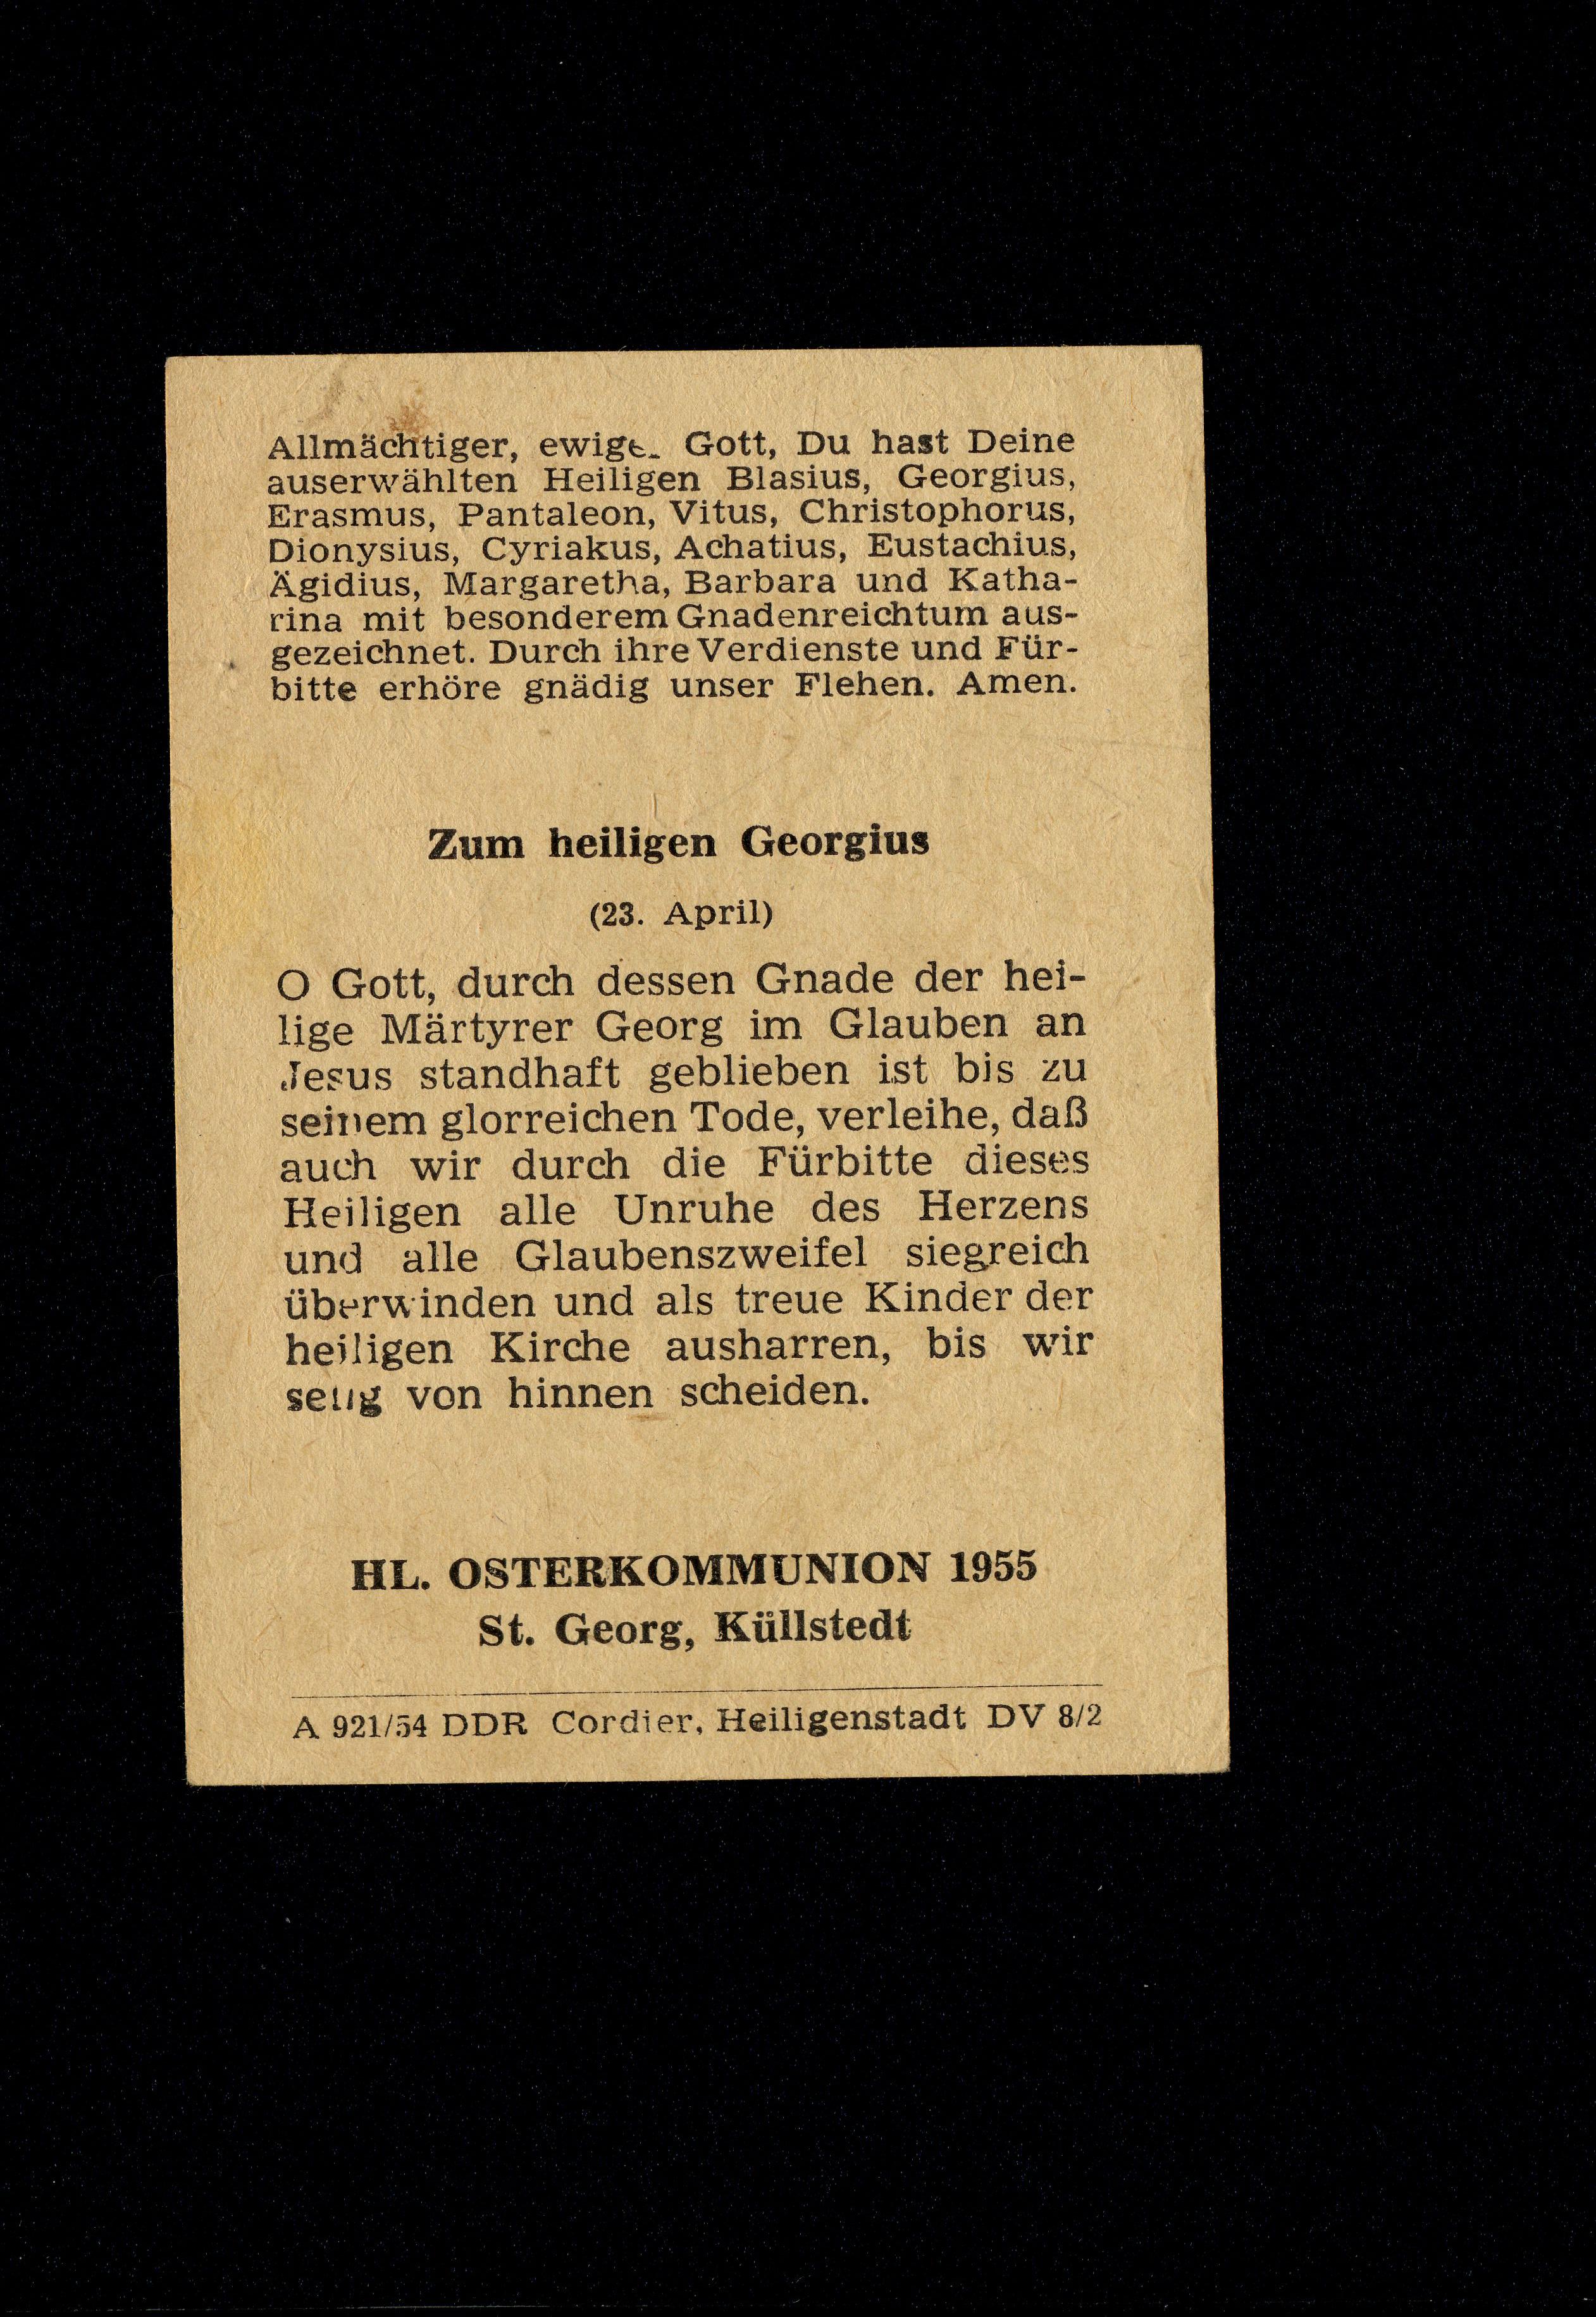 Allmächtiger, ewiger Gott, Du hast Deine
auserwählten Heiligen Blasius, Georgius,
Erasmus, Pantaleon, Vitus, Christophorus,
Dionysius, Cyriakus, Achatius, Eustachius,
Ägidius, Margaretha, Barbara und Katha-
rina mit besonderem Gnadenreichtum aus-
gezeichnet. Durch ihre Verdienste und Für-
bitte erhöre gnädig unser Flehen. Amen.
Zum heiligen Georgius
(23. April)
O Gott, durch dessen Gnade der hei-
lige Märtyrer Georg im Glauben an
Jesus standhaft geblieben ist bis zu
seinem glorreichen Tode, verleihe, daß
auch wir durch die Fürbitte dieses
Heiligen alle Unruhe des Herzens
und alle Glaubenszweifel siegreich
überwinden und als treue Kinder der
heiligen Kirche ausharren, bis wir
selig von hinnen scheiden.
HL. OSTERKOMMUNION 1955
St. Georg, Küllstedt
A 921/54 DDR Cordier, Heiligenstadt DV 8/2